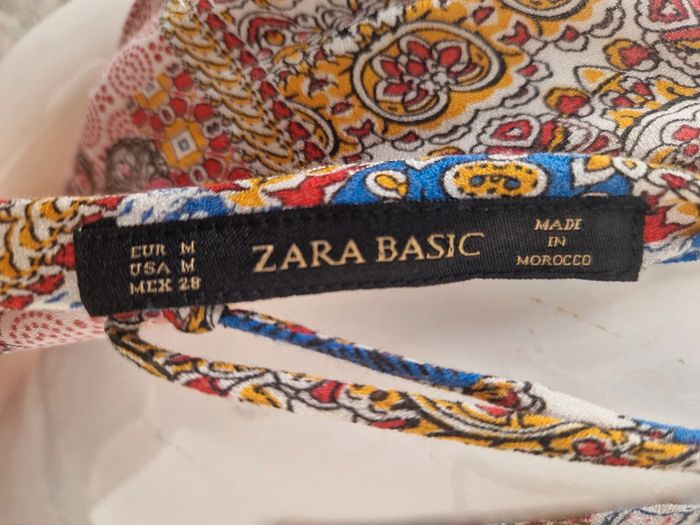 EUR M
USA M
MEX 28
ZARA BASIC
MADE
IN
MOROCCO